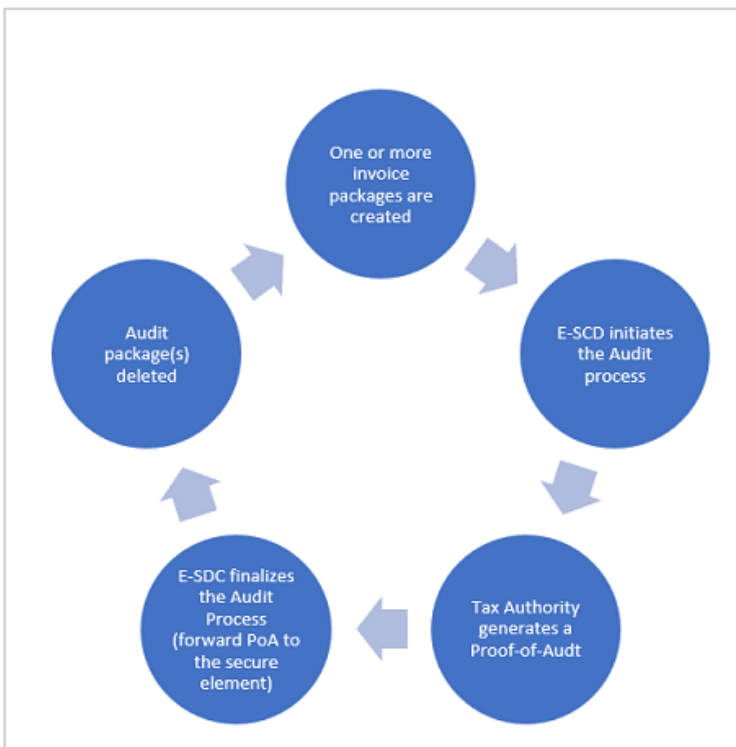 One or more
invoice
packages are
created
E-SCD initiates
the Audit
process
Tax Authority
generates a
Proof-of-Audt
E-SDC finalizes
the Audit
Process
(forward PoA to
the secure
element)
Audit
package(s)
deleted